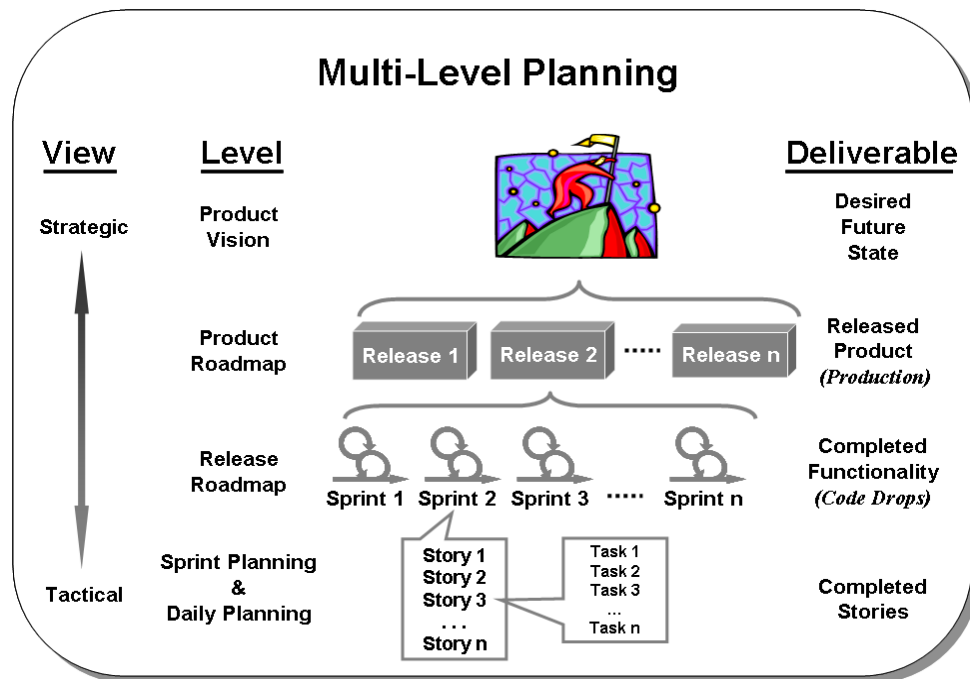 Multi-Level Planning
View
Level
Deliverable
Strategic
Product
Vision
Desired
Future
State
Product
Roadmap
Release 1
Release 2
.....
Release n
Released
Product
(Production)
Release
Roadmap
Sprint 1
Sprint 2
Sprint 3
.....
Sprint n
Completed
Functionality
(Code Drops)
Tactical
Sprint Planning
&
Daily Planning
Story 1
Story 2
Story 3
...
Story n
Task 1
Task 2
Task 3
...
Task n
Completed
Stories